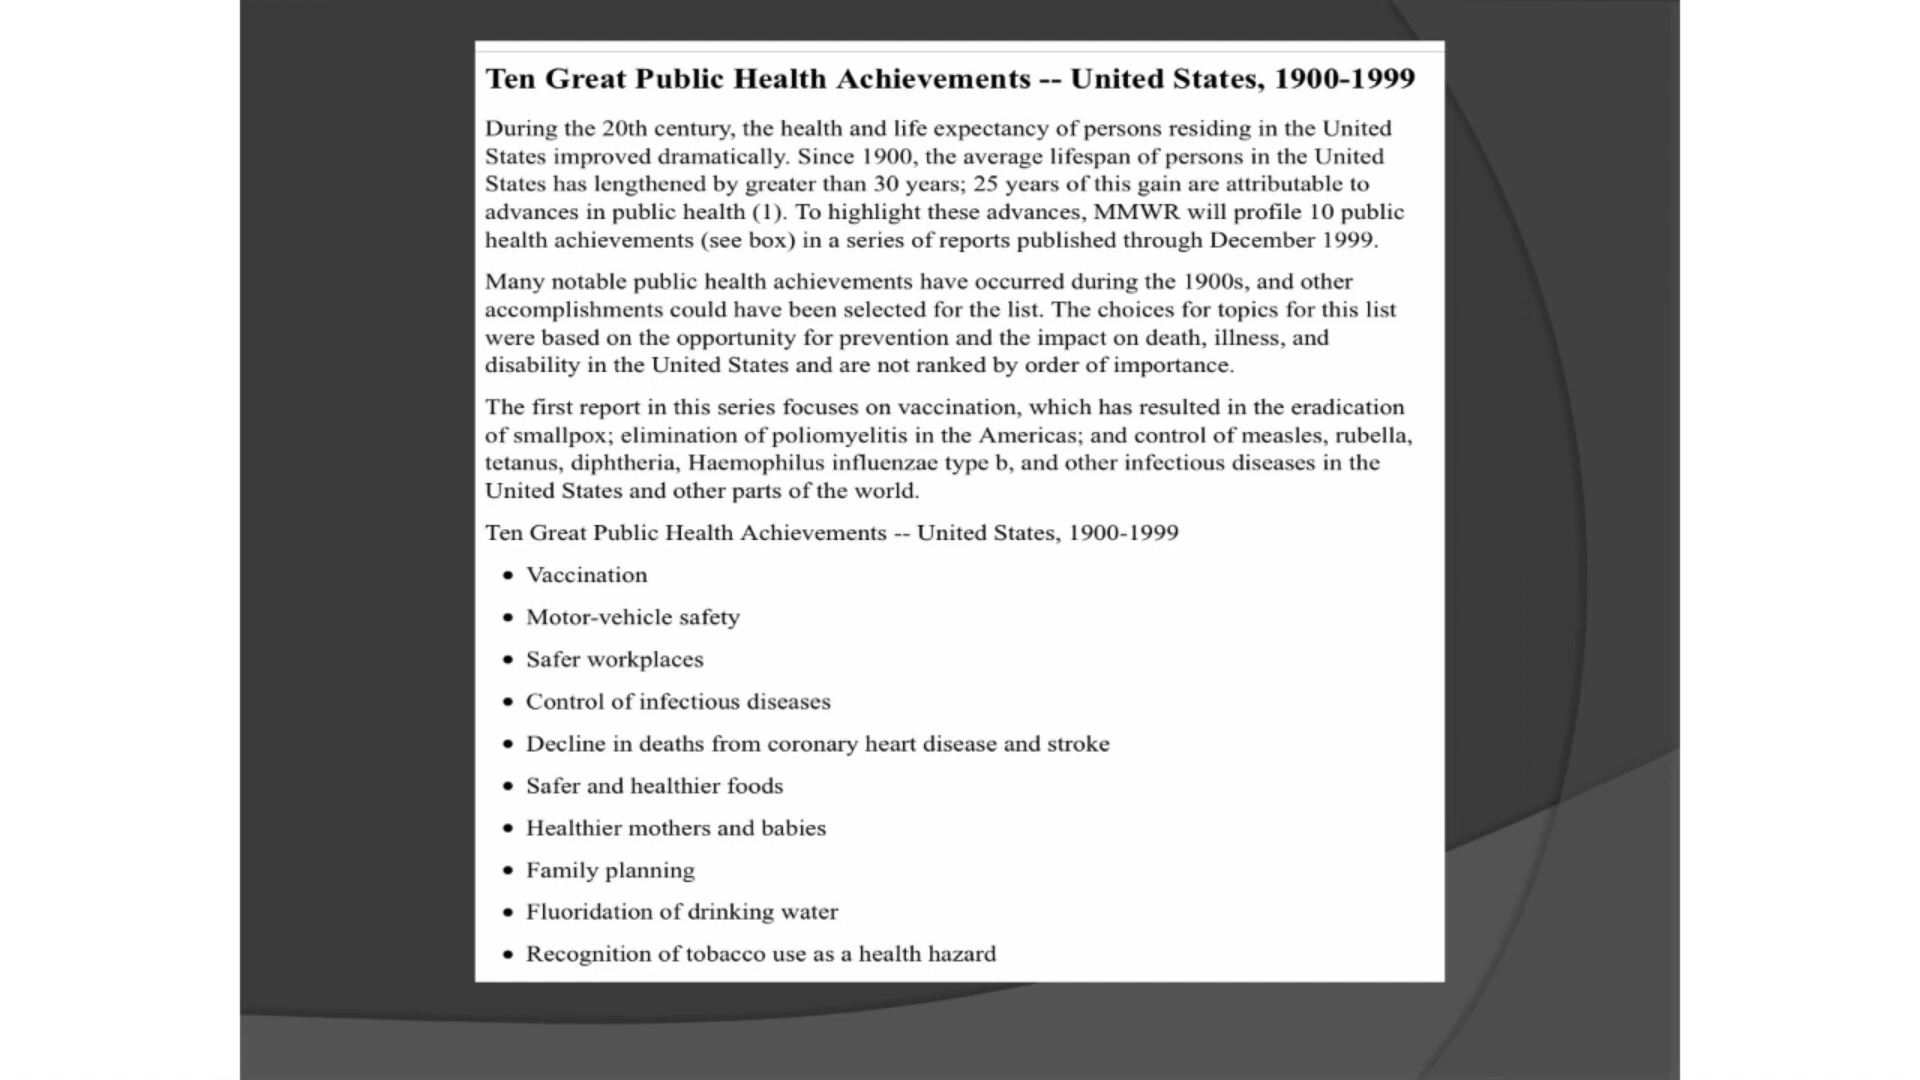 Ten Great Public Health Achievements -- United States, 1900-1999
During the 20th century, the health and life expectancy of persons residing in the United
States improved dramatically. Since 1900, the average lifespan of persons in the United
States has lengthened by greater than 30 years; 25 years of this gain are attributable to
advances in public health (1). To highlight these advances, MMWR will profile 10 public
health achievements (see box) in a series of reports published through December 1999.
Many notable public health achievements have occurred during the 1900s, and other
accomplishments could have been selected for the list. The choices for topics for this list
were based on the opportunity for prevention and the impact on death, illness, and
disability in the United States and are not ranked by order of importance.
The first report in this series focuses on vaccination, which has resulted in the eradication
of smallpox; elimination of poliomyelitis in the Americas; and control of measles, rubella,
tetanus, diphtheria, Haemophilus influenzae type b, and other infectious diseases in the
United States and other parts of the world.
Ten Great Public Health Achievements -- United States, 1900-1999
• Vaccination
• Motor-vehicle safety
• Safer workplaces
• Control of infectious diseases
• Decline in deaths from coronary heart disease and stroke
• Safer and healthier foods
• Healthier mothers and babies
• Family planning
• Fluoridation of drinking water
• Recognition of tobacco use as a health hazard